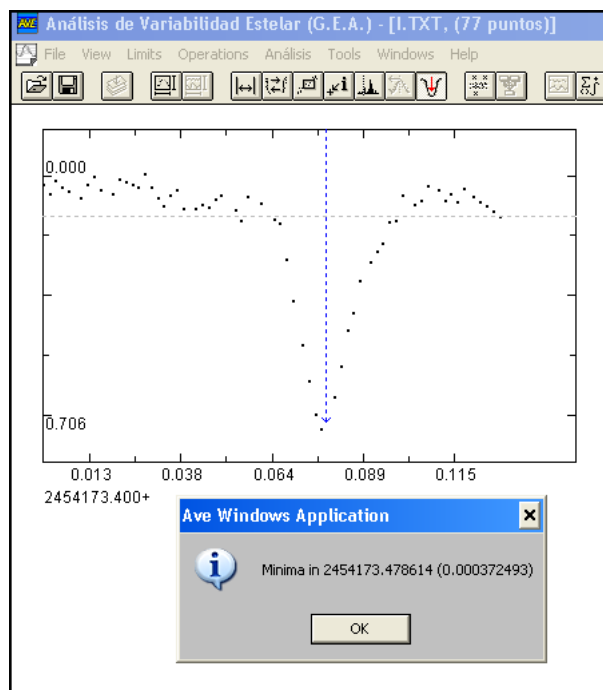 AVE Análisis de Variabilidad Estelar (G.E.A.) - [I.TXT, (77 puntos)]
File View Limits Operations Análisis Tools Windows Help
0.000
0.706
0.013 0.038 0.064 0.089 0.115
2454173.400+
Ave Windows Application
Minima in 2454173.478614 (0.000372493)
OK